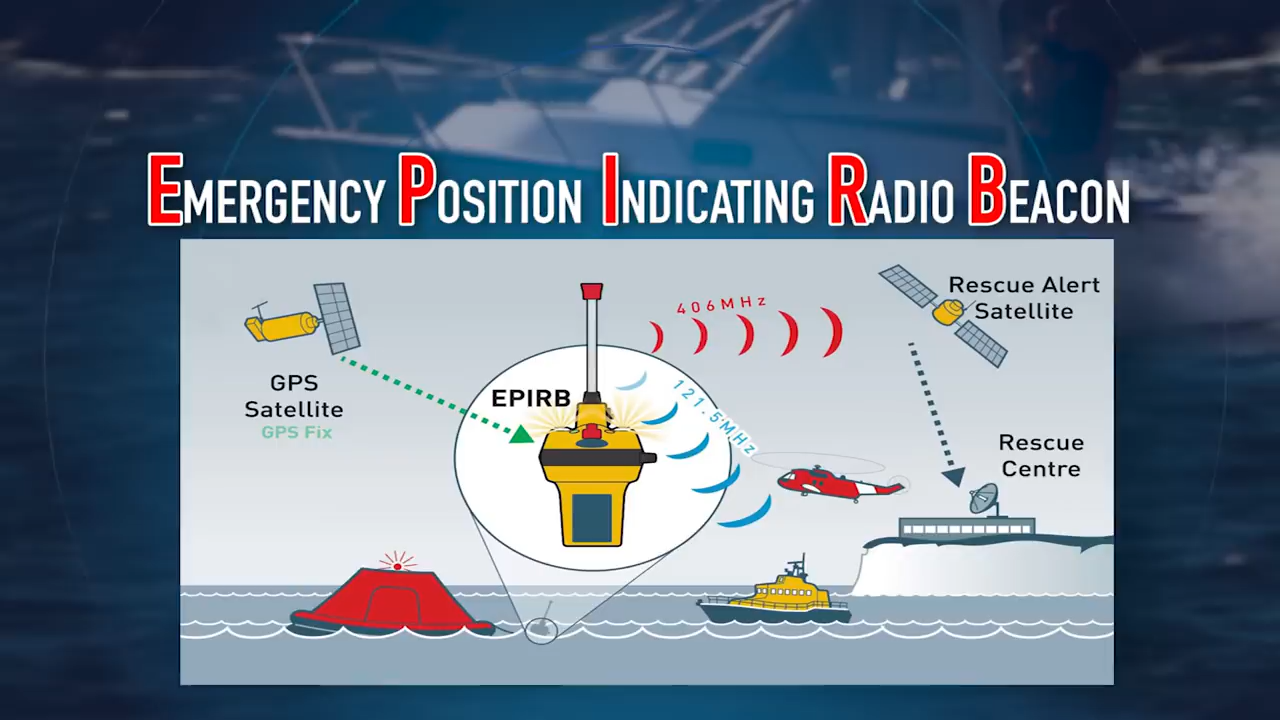 EMERGENCY POSITION INDICATING RADIO BEACON
406MHz
Rescue Alert
Satellite
GPS
Satellite
GPS Fix
EPIRB
121.5MHz
Rescue
Centre